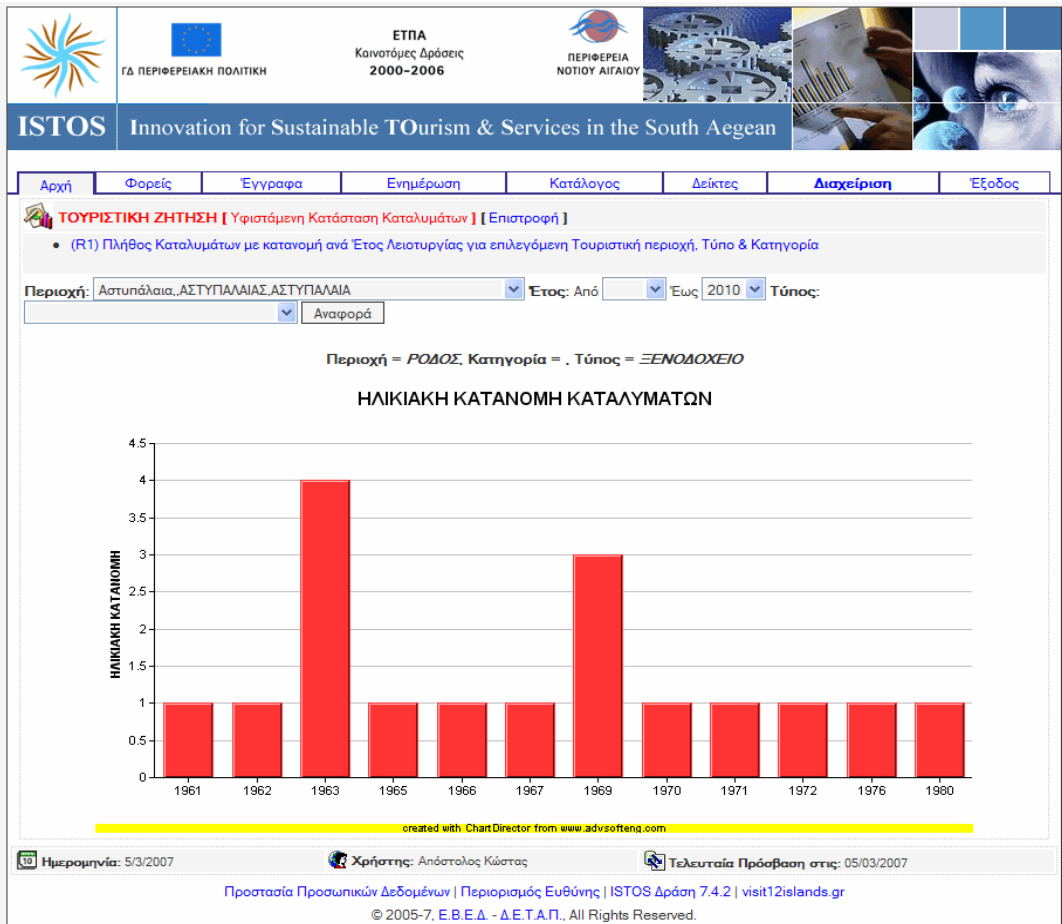 ΓΔ ΠΕΡΙΦΕΡΕΙΑΚΗ ΠΟΛΙΤΙΚΗ
ΕΤΠΑ
Καινοτόμες Δράσεις
2000-2006
ΠΕΡΙΦΕΡΕΙΑ
ΝΟΤΙΟΥ ΑΙΓΑΙΟΥ
ISTOS Innovation for Sustainable TOurism & Services in the South Aegean
Αρχή Φορείς Έγγραφα Ενημέρωση Κατάλογος Δείκτες Διαχείριση Έξοδος
ΤΟΥΡΙΣΤΙΚΗ ΖΗΤΗΣΗ [ Υφιστάμενη Κατάσταση Καταλυμάτων ] [ Επιστροφή ]
• (R1) Πλήθος Καταλυμάτων με κατανομή ανά Έτος Λειοτυργίας για επιλεγόμενη Τουριστική περιοχή, Τύπο & Κατηγορία
Περιοχή: Αστυπάλαια,,ΑΣΤΥΠΑΛΑΙΑΣ,ΑΣΤΥΠΑΛΑΙΑ Έτος: Από Έως 2010 Τύπος:
Αναφορά
Περιοχή = ΡΟΔΟΣ, Κατηγορία = , Τύπος = ΞΕΝΟΔΟΧΕΙΟ
ΗΛΙΚΙΑΚΗ ΚΑΤΑΝΟΜΗ ΚΑΤΑΛΥΜΑΤΩΝ
ΗΛΙΚΙΑΚΗ ΚΑΤΑΝΟΜΗ
4.5
4
3.5
3
2.5
2
1.5
1
0.5
0
1961 1962 1963 1965 1966 1967 1969 1970 1971 1972 1976 1980
created with ChartDirector from www.advsofteng.com
10 Ημερομηνία: 5/3/2007 Χρήστης: Απόστολος Κώστας Τελευταία Πρόσβαση στις: 05/03/2007
Προστασία Προσωπικών Δεδομένων | Περιορισμός Ευθύνης | ISTOS Δράση 7.4.2 | visit12islands.gr
© 2005-7, Ε.Β.Ε.Δ. - Δ.Ε.Τ.Α.Π., All Rights Reserved.